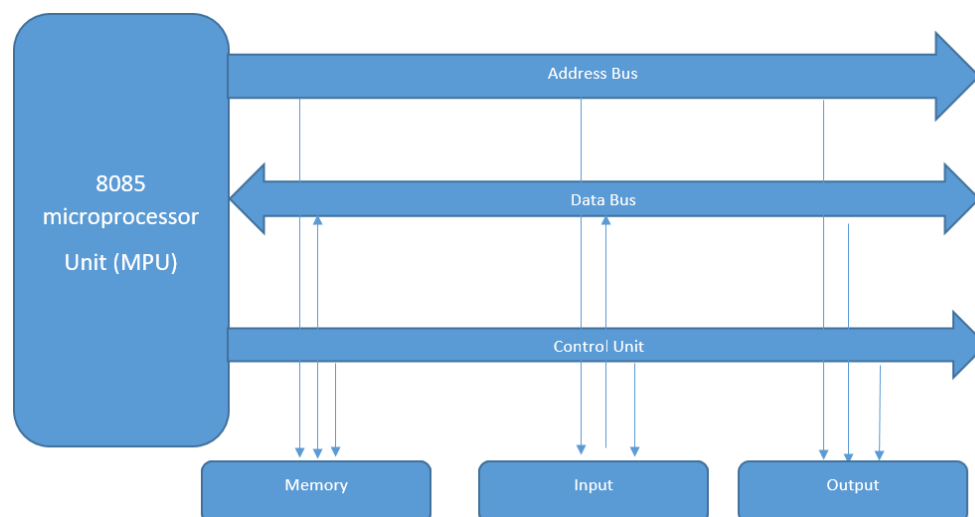 Address Bus
8085
microprocessor
Unit (MPU)
Data Bus
Control Unit
Memory
Input
Output